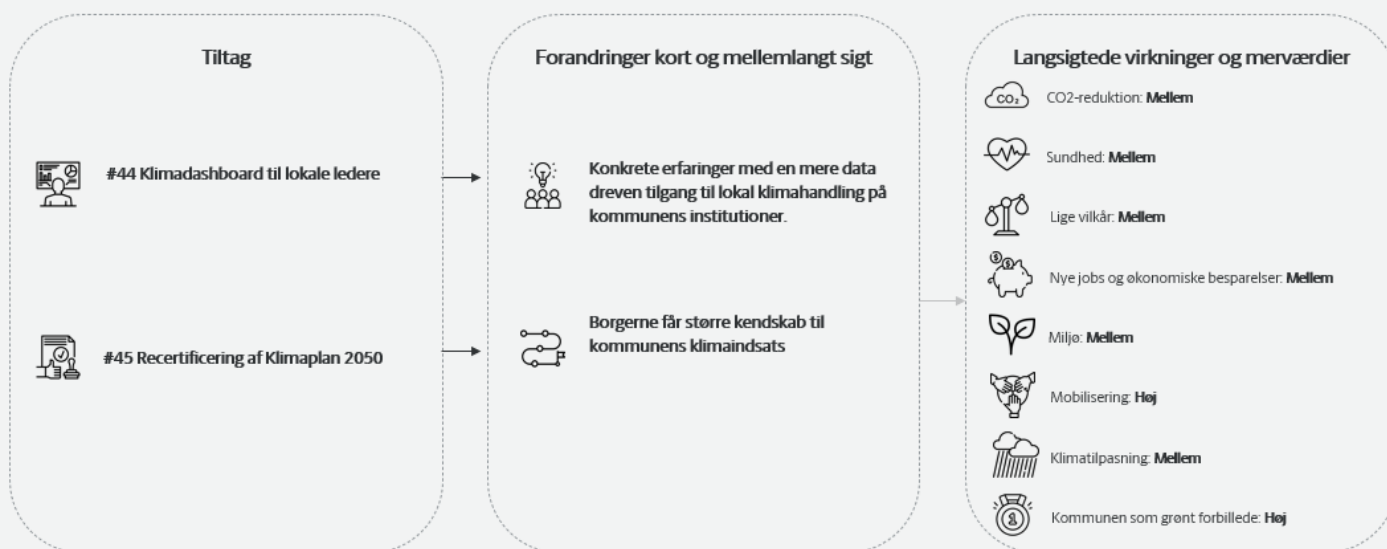 Tiltag
#44 Klimadashboard til lokale ledere
#45 Recertificering af Klimaplan 2050
Forandringer kort og mellemlangt sigt
Konkrete erfaringer med en mere data
dreven tilgang til lokal klimahandling på
kommunens institutioner.
Borgerne får større kendskab til
kommunens klimaindsats
Langsigtede virkninger og merværdier
CO₂
CO2-reduktion: Mellem
Sundhed: Mellem
Lige vilkår: Mellem
$ $
Nye jobs og økonomiske besparelser: Mellem
Miljø: Mellem
Mobilisering: Høj
Klimatilpasning: Mellem
1
Kommunen som grønt forbillede: Høj